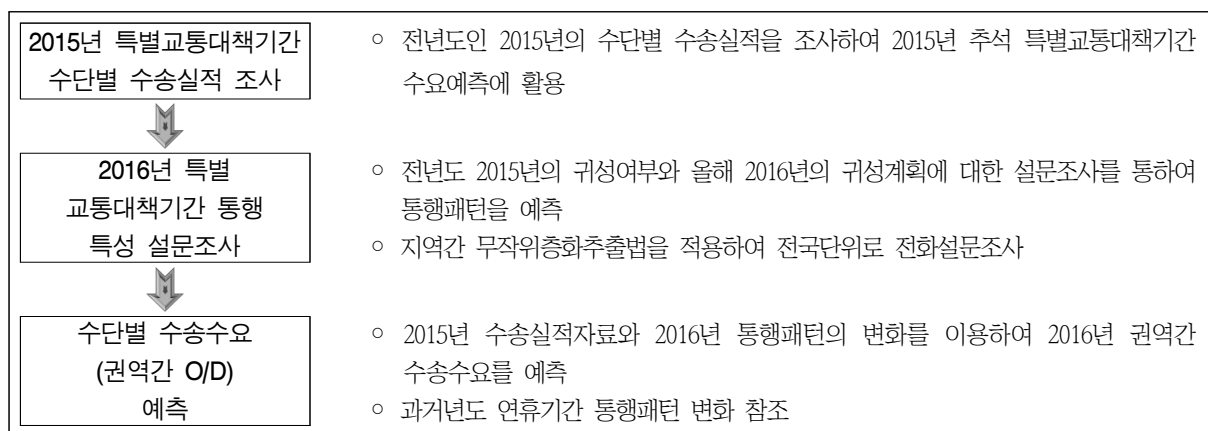 2015년 특별교통대책기간
수단별 수송실적 조사
○ 전년도인 2015년의 수단별 수송실적을 조사하여 2015년 추석 특별교통대책기간
수요예측에 활용
2016년 특별
교통대책기간 통행
특성 설문조사
○ 전년도 2015년의 귀성여부와 올해 2016년의 귀성계획에 대한 설문조사를 통하여
통행패턴을 예측
○ 지역간 무작위층화추출법을 적용하여 전국단위로 전화설문조사
수단별 수송수요
(권역간 O/D)
예측
○ 2015년 수송실적자료와 2016년 통행패턴의 변화를 이용하여 2016년 권역간
수송수요를 예측
○ 과거년도 연휴기간 통행패턴 변화 참조